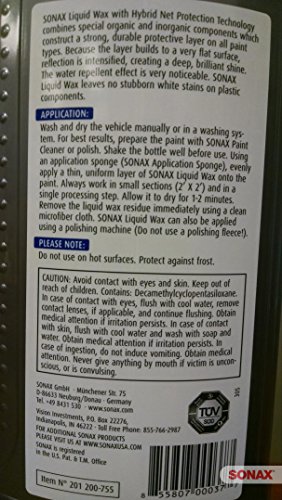 SONAX Liquid Wax with Hybrid Net Protection Technology
combines special organic and inorganic components which
construct a strong, durable protective layer on all paint
types. Because the layer builds to a very flat surface,
reflection is intensified, creating a deep, brilliant shine.
The water repellent effect is very noticeable. SONAX
Liquid Wax leaves no stubborn white stains on plastic
components.
APPLICATION:
Wash and dry the vehicle manually or in a washing sys-
tem. For best results, prepare the paint with SONAX Paint
Cleaner or polish. Shake the bottle well before use. Using
an application sponge (SONAX Application Sponge), evenly
apply a thin, uniform layer of SONAX Liquid Wax onto the
paint. Always work in small sections (2' X 2') and in a
single processing step. Allow it to dry for 1-2 minutes.
Remove the liquid wax residue immediately using a clean
microfiber cloth. SONAX Liquid Wax can also be applied
using a polishing machine (Do not use a polishing fleece!).
PLEASE NOTE:
Do not use on hot surfaces. Protect against frost.
CAUTION: Avoid contact with eyes and skin. Keep out of
reach of children. Contains: Decamethylcyclopentasiloxane.
In case of contact with eyes, flush with cool water, remove
contact lenses, if applicable, and continue flushing. Obtain
medical attention if irritation persists. In case of contact
with skin, flush with cool water and wash with soap and
water. Obtain medical attention if irritation persists. In
case of ingestion, do not induce vomiting. Obtain medical
attention. Never give anything by mouth if victim is uncon-
scious, or is convulsing.
SONAX GmbH · Münchener Str. 75
D-86633 Neuburg/Donau · Germany
Tel. +49 8431 530 · www.sonax.com
Vision Investments, P.O. Box 22276,
Indianapolis, IN 46222 · Toll Free Phone 855-766-2987
FOR ADDITIONAL SONAX PRODUCTS
PLEASE VISIT US AT WWW.SONAXUSA.COM
SONAX is registered
in the U.S. Pat. & T.M. Office
305
TÜV
SÜD
Item N° 201 200-755
SONAX